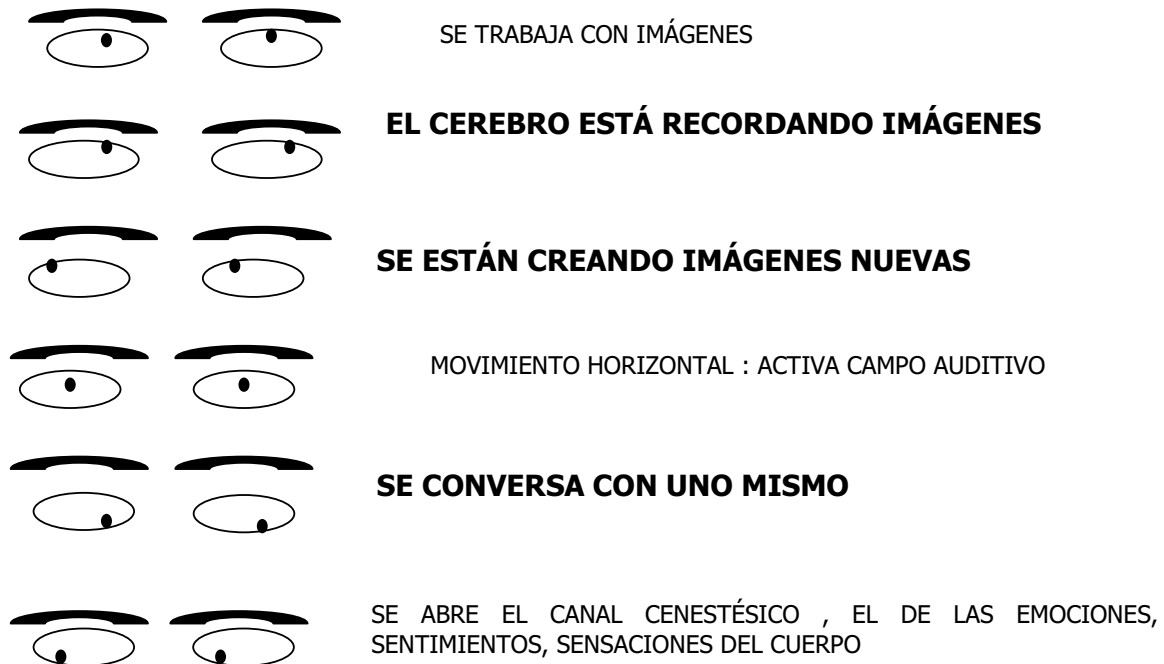 SE TRABAJA CON IMÁGENES
EL CEREBRO ESTÁ RECORDANDO IMÁGENES
SE ESTÁN CREANDO IMÁGENES NUEVAS
MOVIMIENTO HORIZONTAL : ACTIVA CAMPO AUDITIVO
SE CONVERSA CON UNO MISMO
SE ABRE EL CANAL CENESTÉSICO , EL DE LAS EMOCIONES,
SENTIMIENTOS, SENSACIONES DEL CUERPO